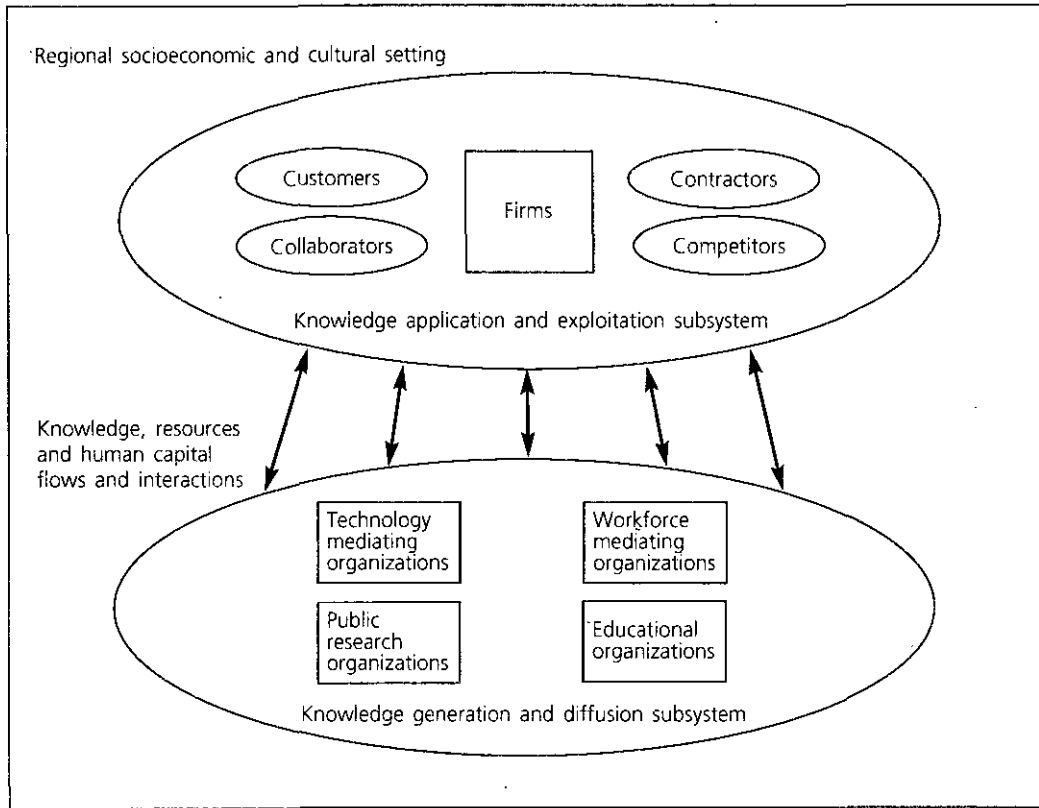 Regional socioeconomic and cultural setting
Customers
Contractors
Firms
Collaborators
Competitors
Knowledge application and exploitation subsystem
Knowledge, resources
and human capital
flows and interactions
Technology
mediating
organizations
Workforce
mediating
organizations
Public
research
organizations
Educational
organizations
Knowledge generation and diffusion subsystem